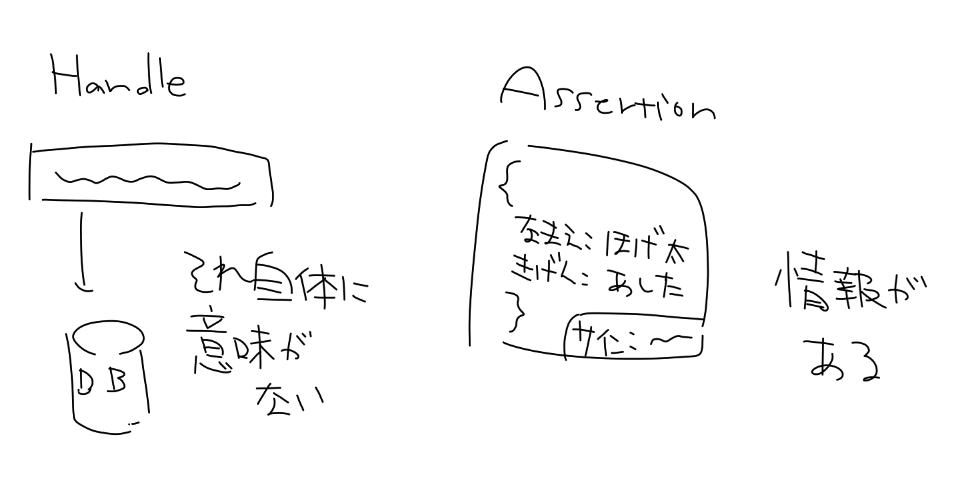 Handle
それ自体に
意味が
ない
DB
Assertion
{
なまえ: ほげ太
きげん: あした
}
サイン: 〜
情報が
ある